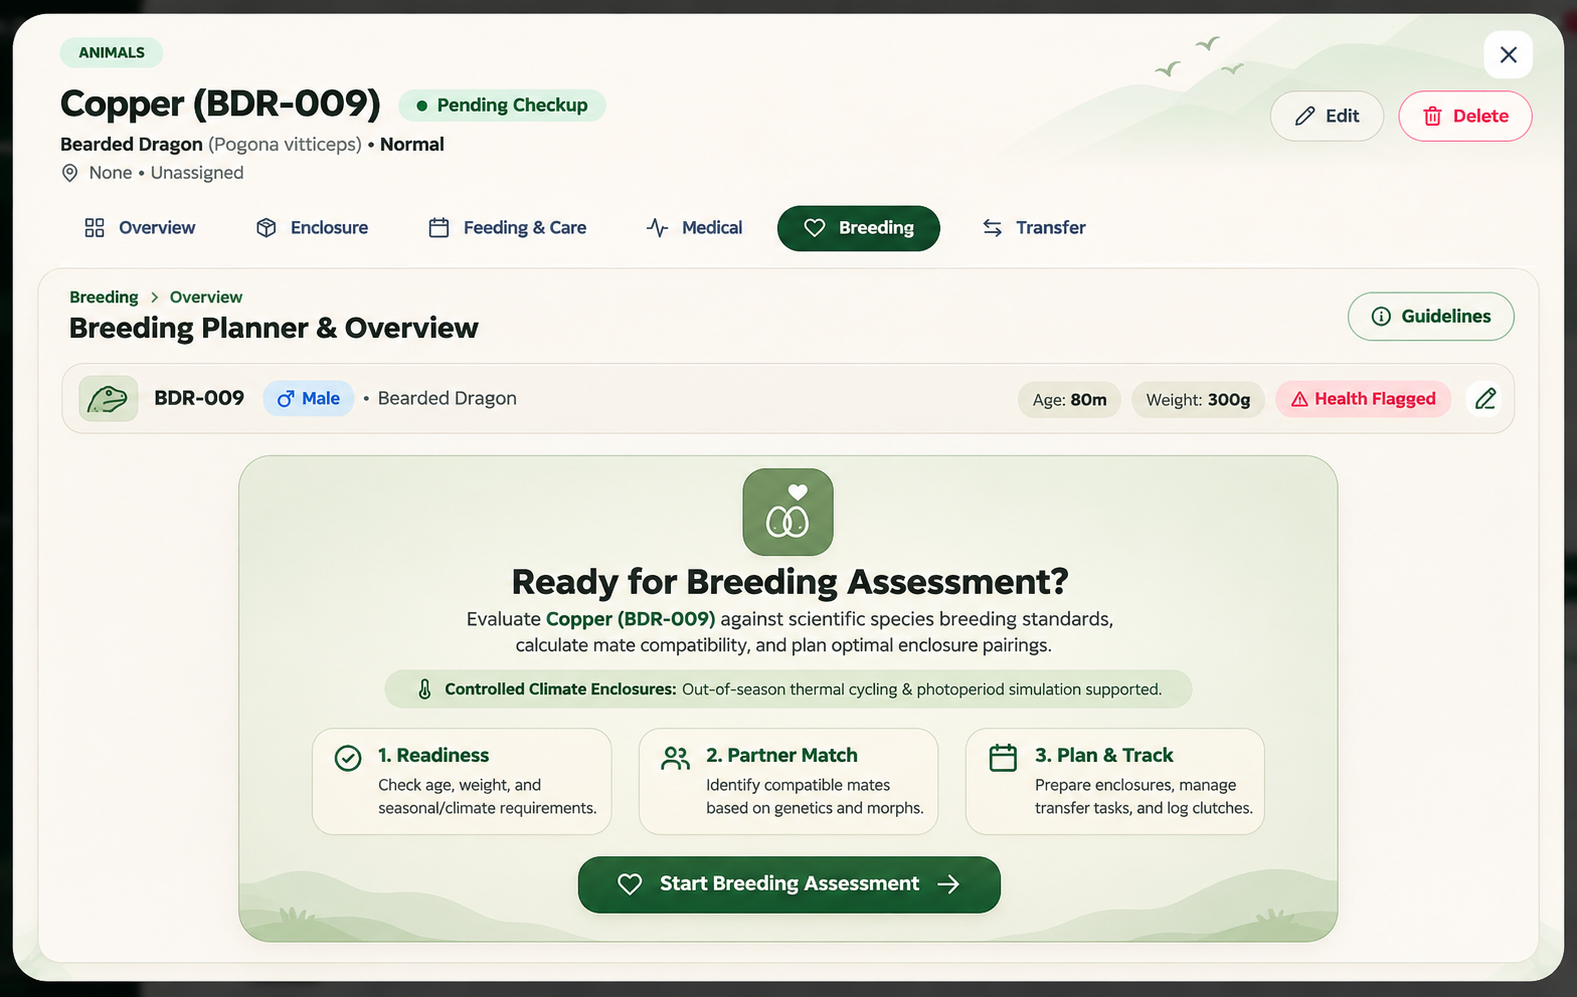 ANIMALS
Copper (BDR-009)
Pending Checkup
Edit
Delete
Bearded Dragon (Pogona vitticeps) • Normal
None • Unassigned
Overview
Enclosure
Feeding & Care
Medical
Breeding
Transfer
Breeding > Overview
Breeding Planner & Overview
Guidelines
BDR-009
Male
• Bearded Dragon
Age: 80m
Weight: 300g
Health Flagged
Ready for Breeding Assessment?
Evaluate Copper (BDR-009) against scientific species breeding standards,
calculate mate compatibility, and plan optimal enclosure pairings.
Controlled Climate Enclosures: Out-of-season thermal cycling & photoperiod simulation supported.
1. Readiness
Check age, weight, and
seasonal/climate requirements.
2. Partner Match
Identify compatible mates
based on genetics and morphs.
3. Plan & Track
Prepare enclosures, manage
transfer tasks, and log clutches.
Start Breeding Assessment →